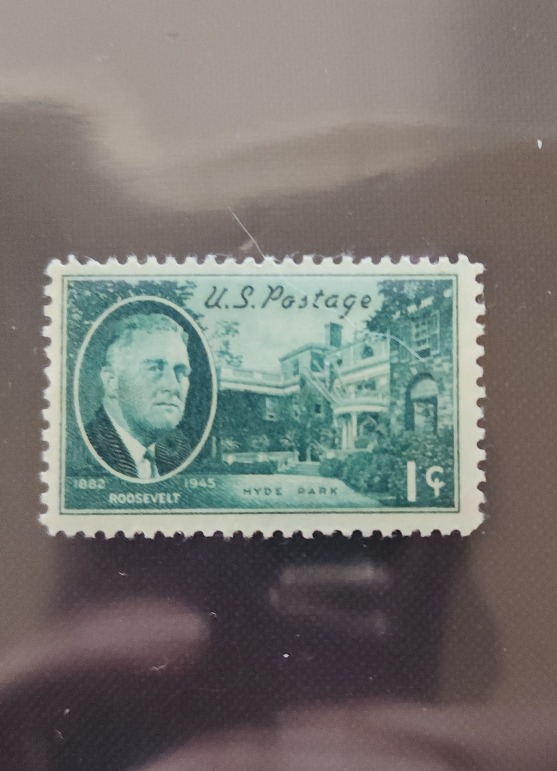 U.S. Postage
1882 1945
ROOSEVELT
HYDE PARK
1¢